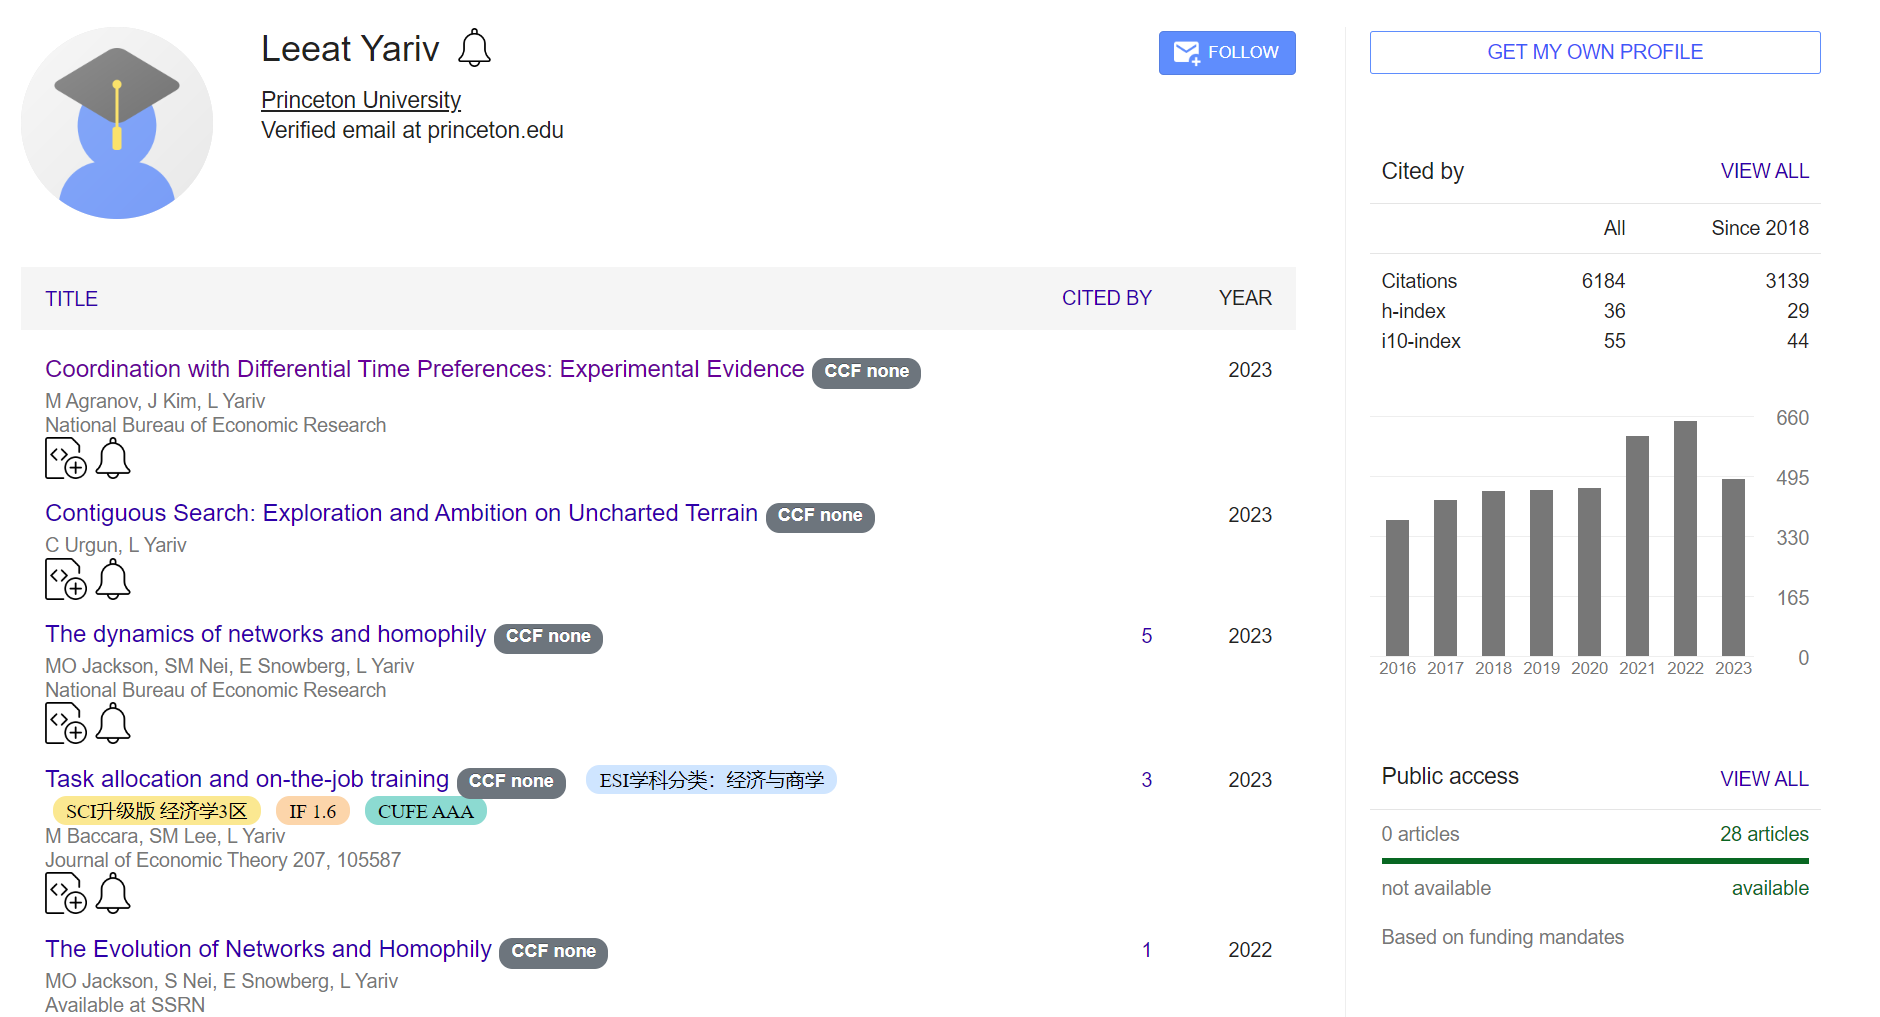 Leeat Yariv
FOLLOW
Princeton University
Verified email at princeton.edu
TITLE CITED BY YEAR
Coordination with Differential Time Preferences: Experimental Evidence CCF none 2023
M Agranov, J Kim, L Yariv
National Bureau of Economic Research
Contiguous Search: Exploration and Ambition on Uncharted Terrain CCF none 2023
C Urgun, L Yariv
The dynamics of networks and homophily CCF none 5 2023
MO Jackson, SM Nei, E Snowberg, L Yariv
National Bureau of Economic Research
Task allocation and on-the-job training CCF none ESI学科分类：经济与商学 3 2023
SCI升级版 经济学3区 IF 1.6 CUFE AAA
M Baccara, SM Lee, L Yariv
Journal of Economic Theory 207, 105587
The Evolution of Networks and Homophily CCF none 1 2022
MO Jackson, S Nei, E Snowberg, L Yariv
Available at SSRN
GET MY OWN PROFILE
Cited by VIEW ALL
All Since 2018
Citations 6184 3139
h-index 36 29
i10-index 55 44
660
495
330
165
0
2016 2017 2018 2019 2020 2021 2022 2023
Public access VIEW ALL
0 articles 28 articles
not available available
Based on funding mandates